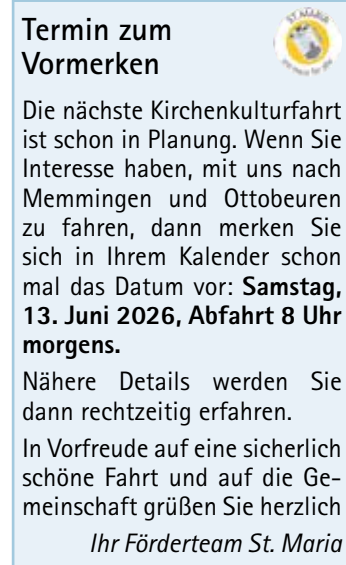 Termin zum
Vormerken
ST. MARIA
Die nächste Kirchenkulturfahrt
ist schon in Planung. Wenn Sie
Interesse haben, mit uns nach
Memmingen und Ottobeuren
zu fahren, dann merken Sie
sich in Ihrem Kalender schon
mal das Datum vor: Samstag,
13. Juni 2026, Abfahrt 8 Uhr
morgens.
Nähere Details werden Sie
dann rechtzeitig erfahren.
In Vorfreude auf eine sicherlich
schöne Fahrt und auf die Ge-
meinschaft grüßen Sie herzlich
Ihr Förderteam St. Maria